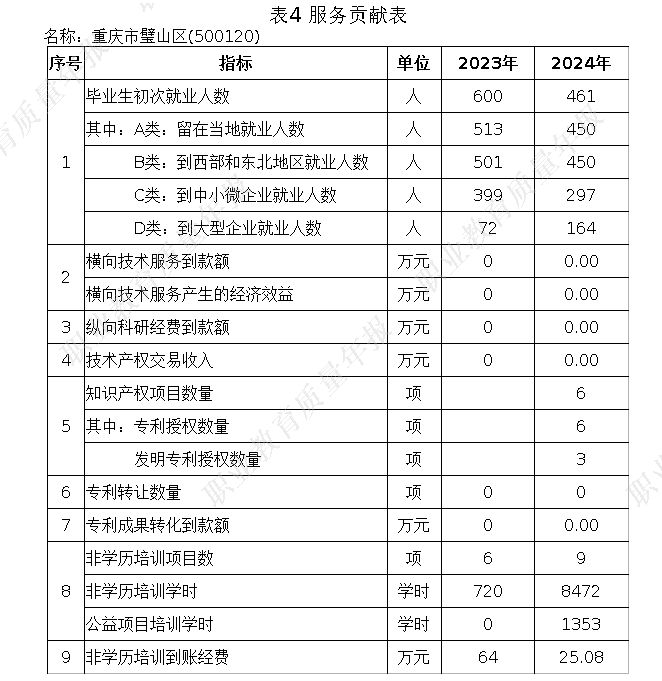 表4 服务贡献表
名称：重庆市璧山区(500120)
序号 指标 单位 2023年 2024年
1 毕业生初次就业人数 人 600 461
其中：A类：留在当地就业人数 人 513 450
B类：到西部和东北地区就业人数 人 501 450
C类：到中小微企业就业人数 人 399 297
D类：到大型企业就业人数 人 72 164
2 横向技术服务到款额 万元 0 0.00
横向技术服务产生的经济效益 万元 0 0.00
3 纵向科研经费到款额 万元 0 0.00
4 技术产权交易收入 万元 0 0.00
5 知识产权项目数量 项 6
其中：专利授权数量 项 6
发明专利授权数量 项 3
6 专利转让数量 项 0 0
7 专利成果转化到款额 万元 0 0.00
8 非学历培训项目数 项 6 9
非学历培训学时 学时 720 8472
公益项目培训学时 学时 0 1353
9 非学历培训到账经费 万元 64 25.08
职业教育质量年报